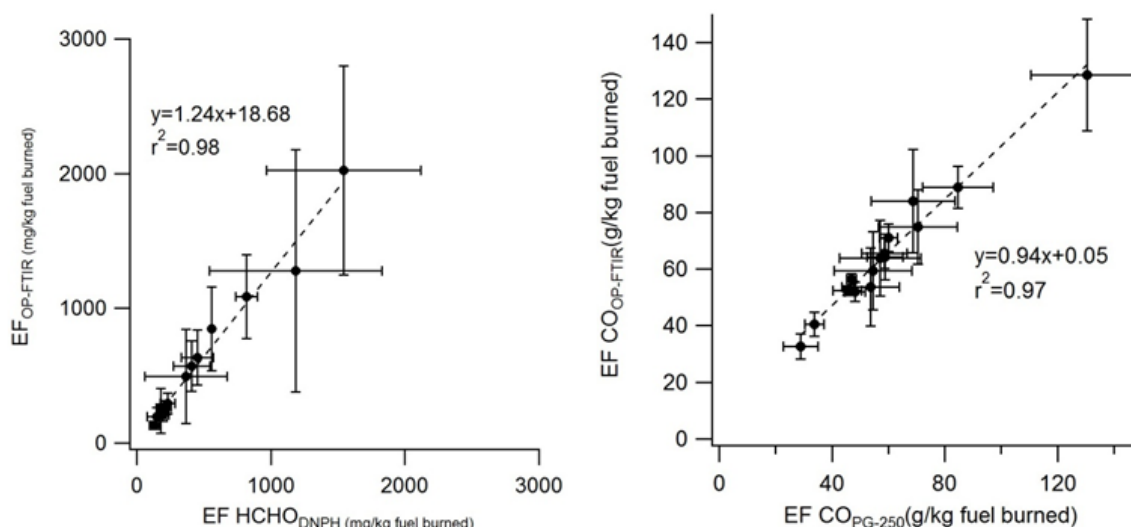 3000
2000
1000
0
EF_OP-FTIR (mg/kg fuel burned)
y=1.24x+18.68
r²=0.98
0 1000 2000 3000
EF HCHO_DNPH (mg/kg fuel burned)
140
120
100
80
60
40
20
0
EF CO_OP-FTIR(g/kg fuel burned)
y=0.94x+0.05
r²=0.97
0 40 80 120
EF CO_PG-250(g/kg fuel burned)